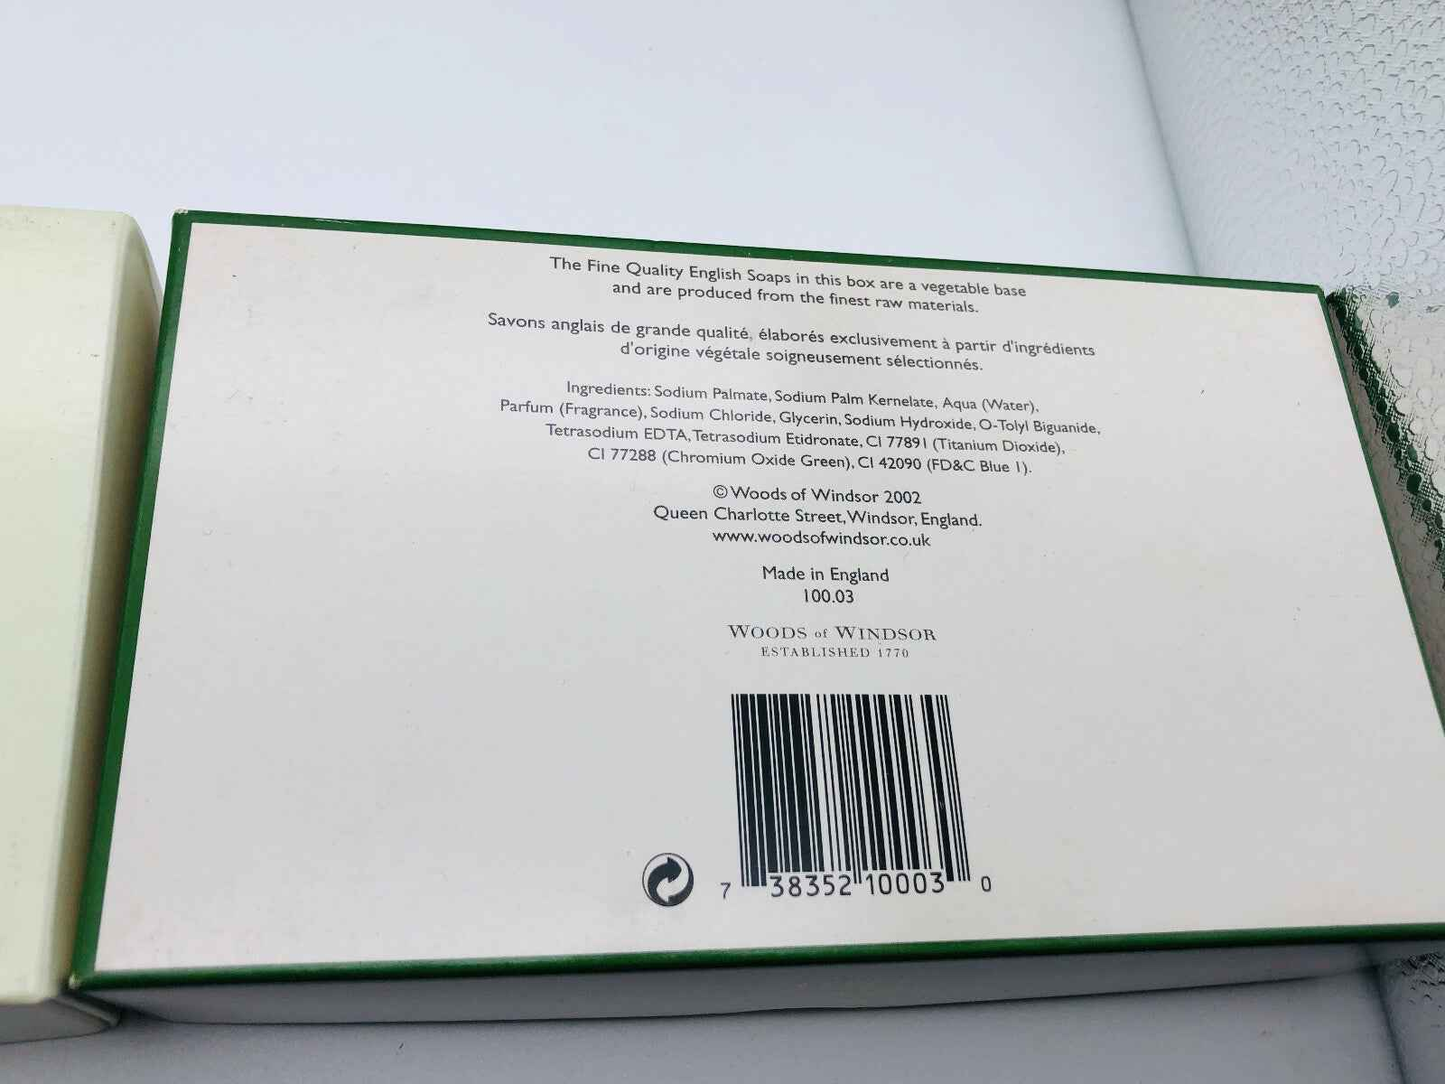 The Fine Quality English Soaps in this box are a vegetable base
and are produced from the finest raw materials.
Savons anglais de grande qualité, élaborés exclusivement à partir d'ingrédients
d'origine végétale soigneusement sélectionnés.
Ingredients: Sodium Palmate, Sodium Palm Kernelate, Aqua (Water),
Parfum (Fragrance), Sodium Chloride, Glycerin, Sodium Hydroxide, O-Tolyl Biguanide,
Tetrasodium EDTA, Tetrasodium Etidronate, CI 77891 (Titanium Dioxide),
CI 77288 (Chromium Oxide Green), CI 42090 (FD&C Blue 1).
© Woods of Windsor 2002
Queen Charlotte Street, Windsor, England.
www.woodsofwindsor.co.uk
Made in England
100.03
WOODS of WINDSOR
ESTABLISHED 1770
7 38352 10003 0